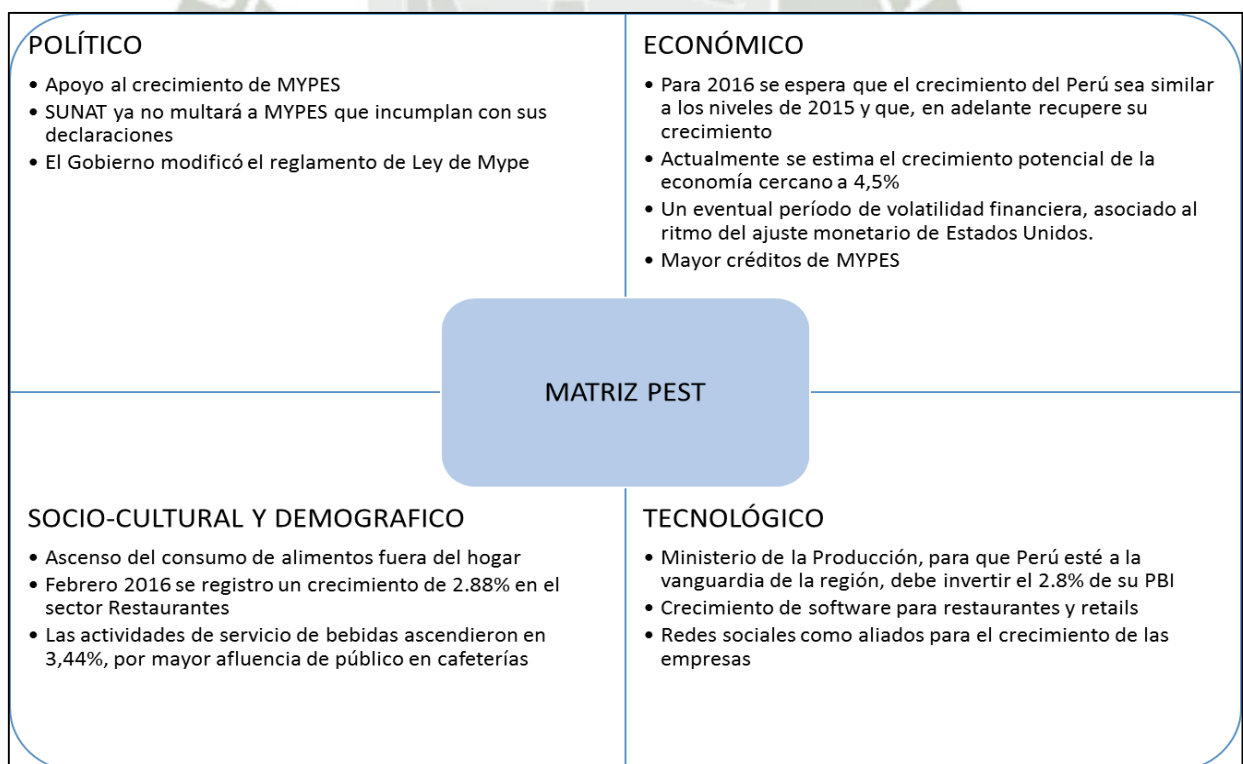 POLÍTICO
• Apoyo al crecimiento de MYPES
• SUNAT ya no multará a MYPES que incumplan con sus
declaraciones
• El Gobierno modificó el reglamento de Ley de Mype
ECONÓMICO
• Para 2016 se espera que el crecimiento del Perú sea similar
a los niveles de 2015 y que, en adelante recupere su
crecimiento
• Actualmente se estima el crecimiento potencial de la
economía cercano a 4,5%
• Un eventual período de volatilidad financiera, asociado al
ritmo del ajuste monetario de Estados Unidos.
• Mayor créditos de MYPES
MATRIZ PEST
SOCIO-CULTURAL Y DEMOGRAFICO
• Ascenso del consumo de alimentos fuera del hogar
• Febrero 2016 se registro un crecimiento de 2.88% en el
sector Restaurantes
• Las actividades de servicio de bebidas ascendieron en
3,44%, por mayor afluencia de público en cafeterías
TECNOLÓGICO
• Ministerio de la Producción, para que Perú esté a la
vanguardia de la región, debe invertir el 2.8% de su PBI
• Crecimiento de software para restaurantes y retails
• Redes sociales como aliados para el crecimiento de las
empresas